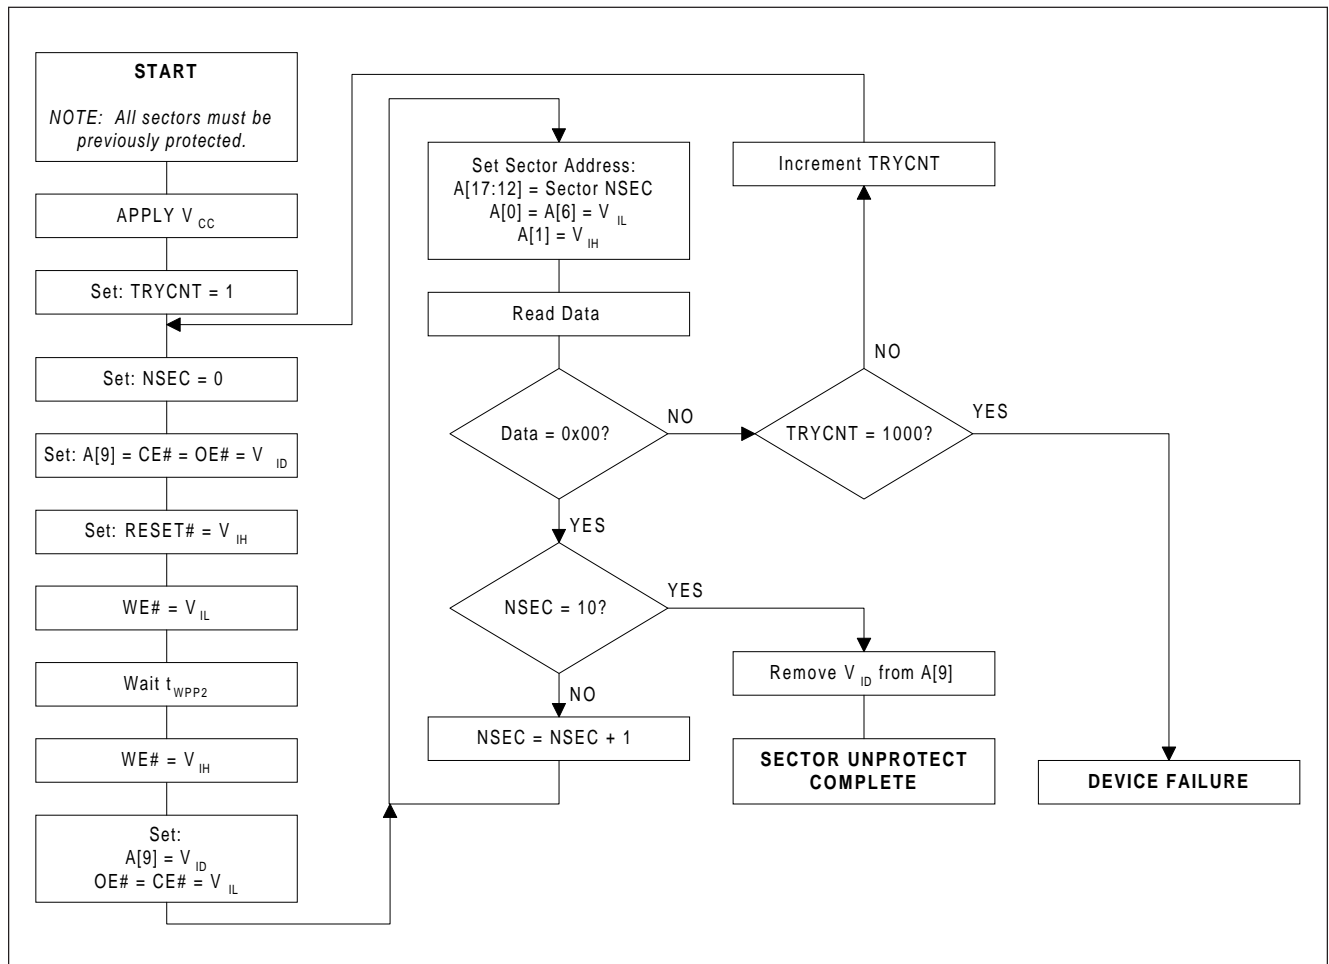 START
NOTE: All sectors must be
previously protected.
APPLY V CC
Set: TRYCNT = 1
Set: NSEC = 0
Set: A[9] = CE# = OE# = V ID
Set: RESET# = V IH
WE# = V IL
Wait t WPP2
WE# = V IH
Set:
A[9] = V ID
OE# = CE# = V IL
Set Sector Address:
A[17:12] = Sector NSEC
A[0] = A[6] = V IL
A[1] = V IH
Read Data
Data = 0x00?
NO
YES
NSEC = 10?
YES
NO
NSEC = NSEC + 1
Increment TRYCNT
NO
TRYCNT = 1000?
YES
Remove V ID from A[9]
SECTOR UNPROTECT
COMPLETE
DEVICE FAILURE